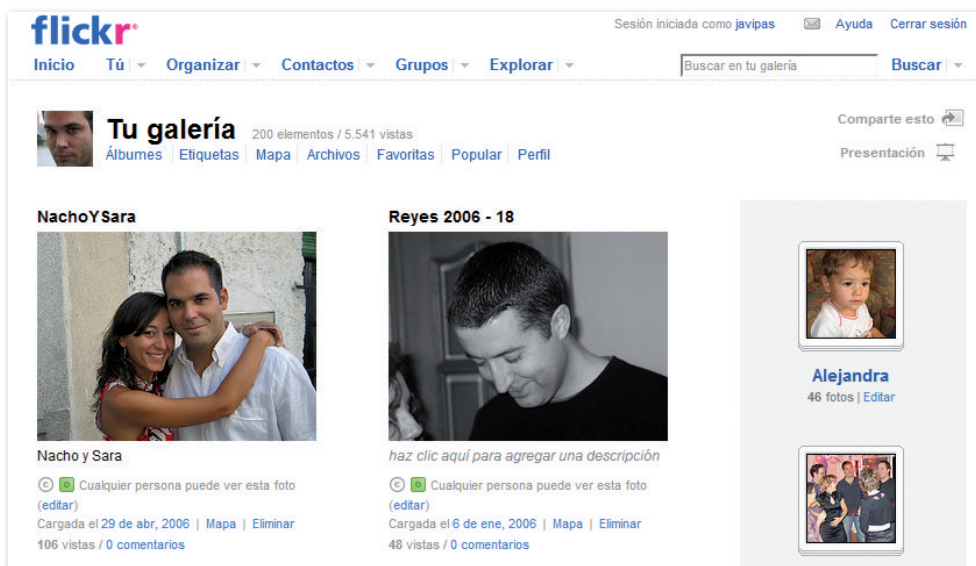 flickr
Sesión iniciada como javipas Ayuda Cerrar sesión
Inicio Tú Organizar Contactos Grupos Explorar Buscar en tu galería Buscar
Tu galería 200 elementos / 5.541 vistas
Comparte esto
Álbumes Etiquetas Mapa Archivos Favoritas Popular Perfil
Presentación
NachoYSara
Nacho y Sara
Cualquier persona puede ver esta foto
(editar)
Cargada el 29 de abr, 2006 | Mapa | Eliminar
106 vistas / 0 comentarios
Reyes 2006 - 18
haz clic aquí para agregar una descripción
Cualquier persona puede ver esta foto
(editar)
Cargada el 6 de ene, 2006 | Mapa | Eliminar
48 vistas / 0 comentarios
Alejandra
46 fotos | Editar